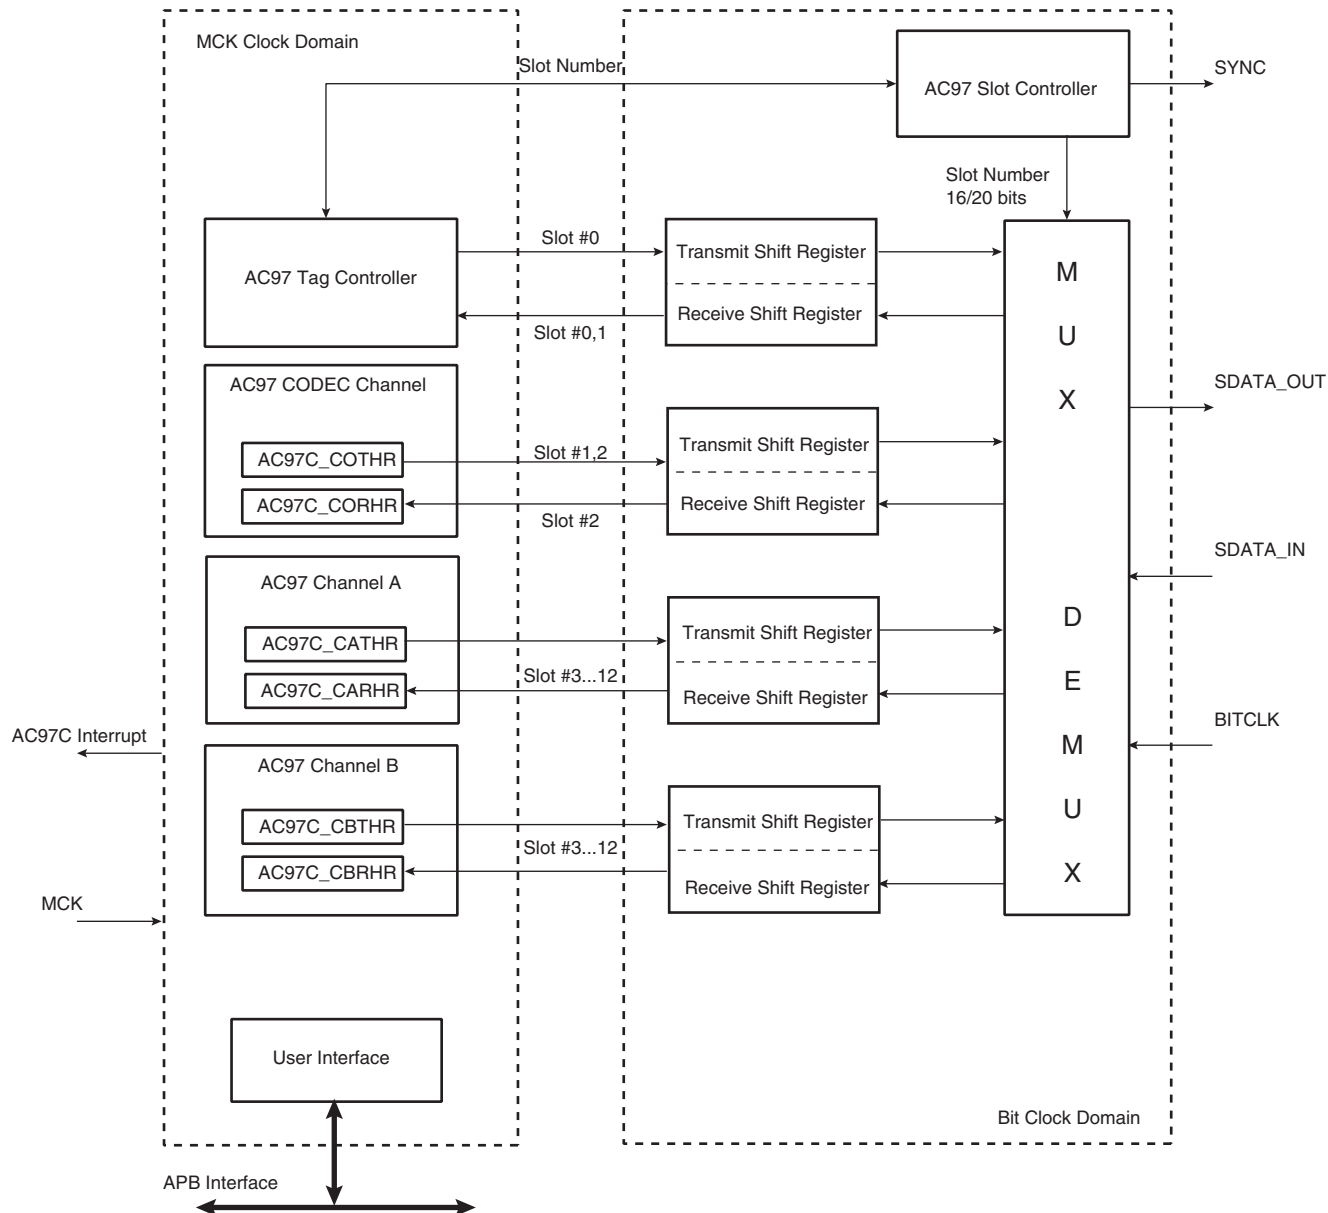 MCK Clock Domain
Slot Number
AC97 Slot Controller
SYNC
Slot Number
16/20 bits
AC97 Tag Controller
Slot #0
Slot #0,1
Transmit Shift Register
Receive Shift Register
M
U
X
D
E
M
U
X
AC97 CODEC Channel
AC97C_COTHR
AC97C_CORHR
Slot #1,2
Slot #2
Transmit Shift Register
Receive Shift Register
SDATA_OUT
SDATA_IN
BITCLK
AC97 Channel A
AC97C_CATHR
AC97C_CARHR
Slot #3...12
Transmit Shift Register
Receive Shift Register
AC97C Interrupt
AC97 Channel B
AC97C_CBTHR
AC97C_CBRHR
Slot #3...12
Transmit Shift Register
Receive Shift Register
MCK
User Interface
Bit Clock Domain
APB Interface